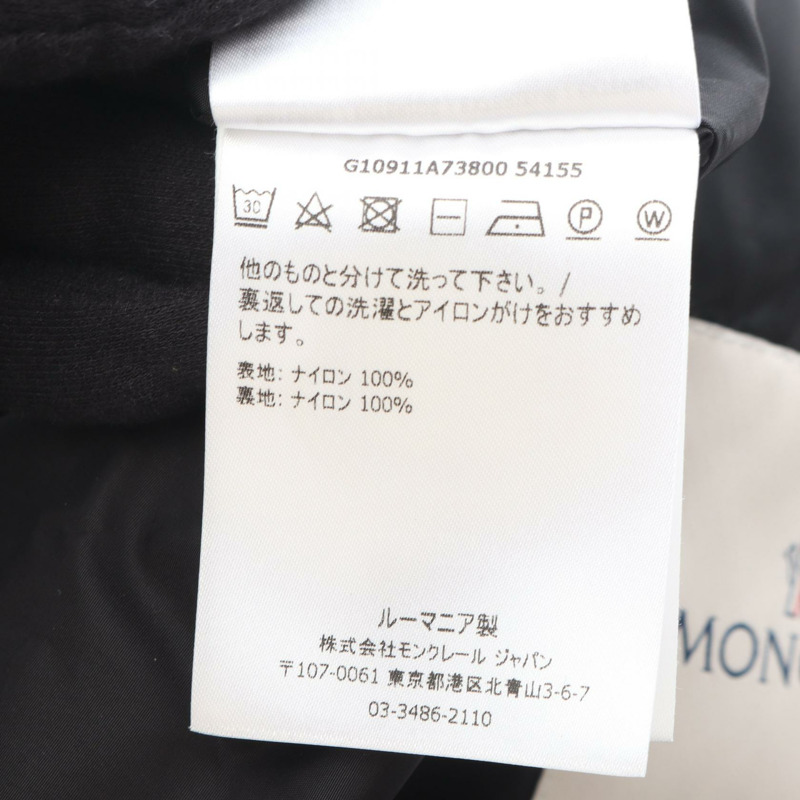 G10911A73800 54155
30 P W
他のものと分けて洗って下さい。/
裏返しての洗濯とアイロンがけをおすすめ
します。
表地: ナイロン 100%
裏地: ナイロン 100%
ルーマニア製
株式会社モンクレール ジャパン
〒107-0061 東京都港区北青山3-6-7
03-3486-2110
MONC